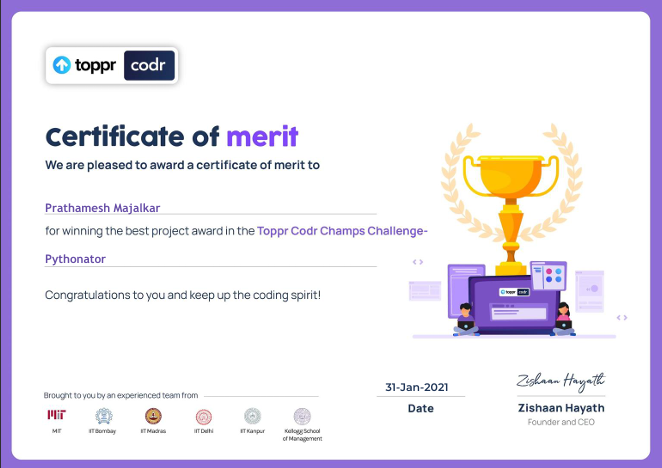 toppr codr
Certificate of merit
We are pleased to award a certificate of merit to
Prathamesh Majalkar
for winning the best project award in the Toppr Codr Champs Challenge-
Pythonator
Congratulations to you and keep up the coding spirit!
toppr codr
31-Jan-2021
Date
Zishaan Hayath
Zishaan Hayath
Founder and CEO
Brought to you by an experienced team from
MIT
MIT
IIT Bombay
IIT Madras
IIT Delhi
IIT Kanpur
Kellogg School
of Management